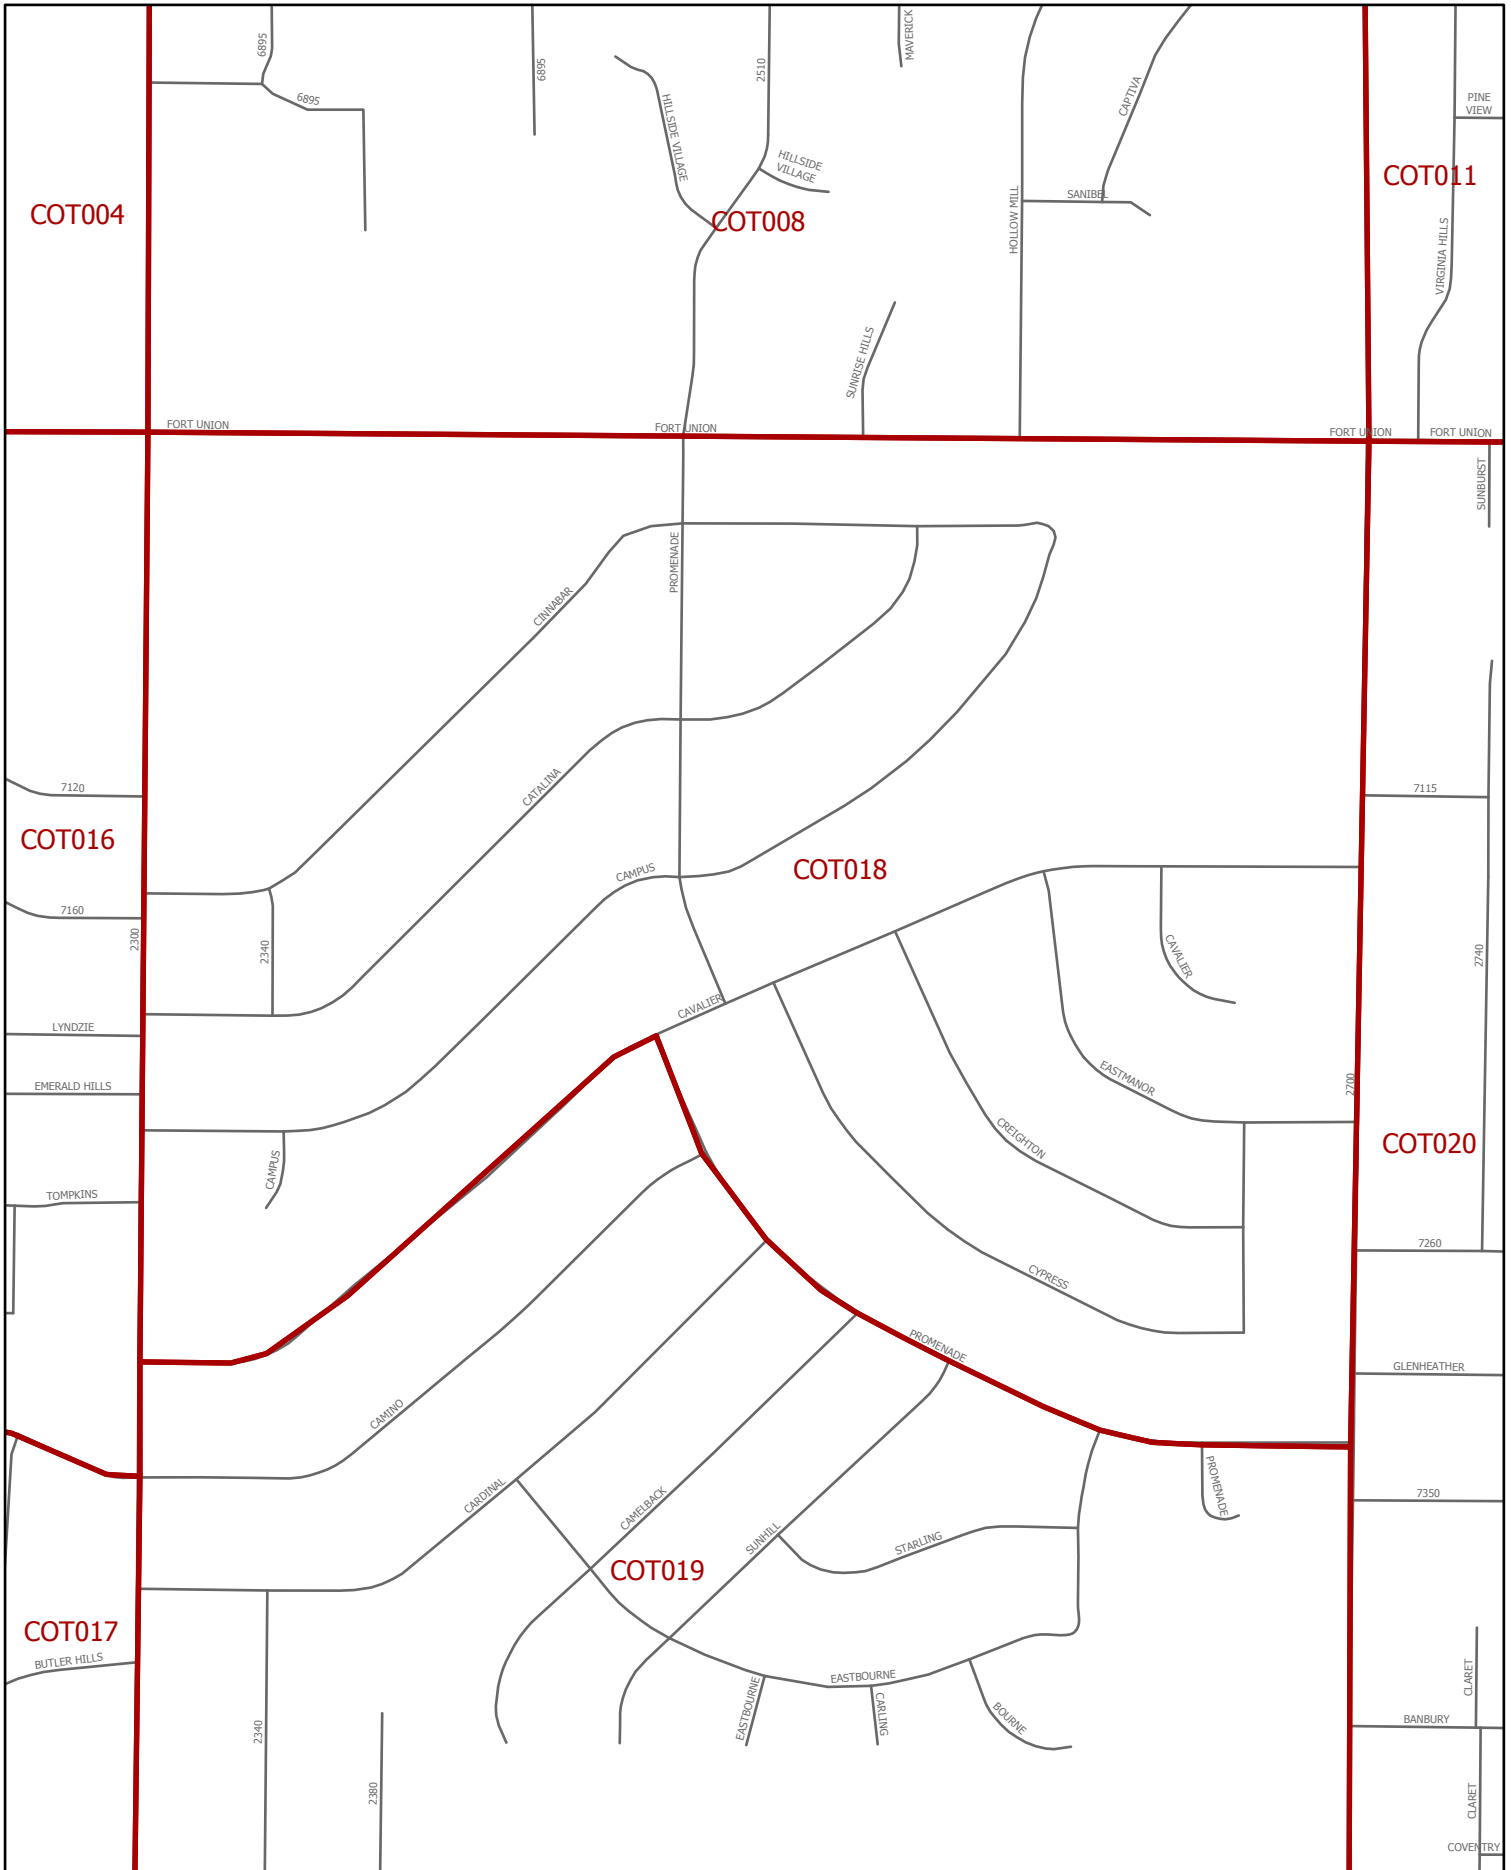 MAVERICK
6895
6895
2510
6895
CAPTIVA
HILLSIDE VILLAGE
PINE
VIEW
HILLSIDE
VILLAGE
COT011
SANIBEL
HOLLOW MILL
COT004
COT008
VIRGINIA HILLS
SUNRISE HILLS
FORT UNION
FORT UNION
FORT UNION
FORT UNION
SUNBURST
PROMENADE
CINNABAR
CATALINA
7120
7115
COT016
CAMPUS
COT018
7160
2300
2340
CAVALIER
2740
CAVALIER
LYNDZIE
EMERALD HILLS
EASTMANOR
2700
CREIGHTON
COT020
CAMPUS
TOMPKINS
7260
CYPRESS
PROMENADE
GLENHEATHER
CAMINO
CARDINAL
CAMELBACK
PROMENADE
7350
SUNHILL
STARLING
COT019
COT017
BUTLER HILLS
EASTBOURNE
CLARET
EASTBOURNE
CARLING
BOURNE
BANBURY
2340
2380
CLARET
COVENTRY